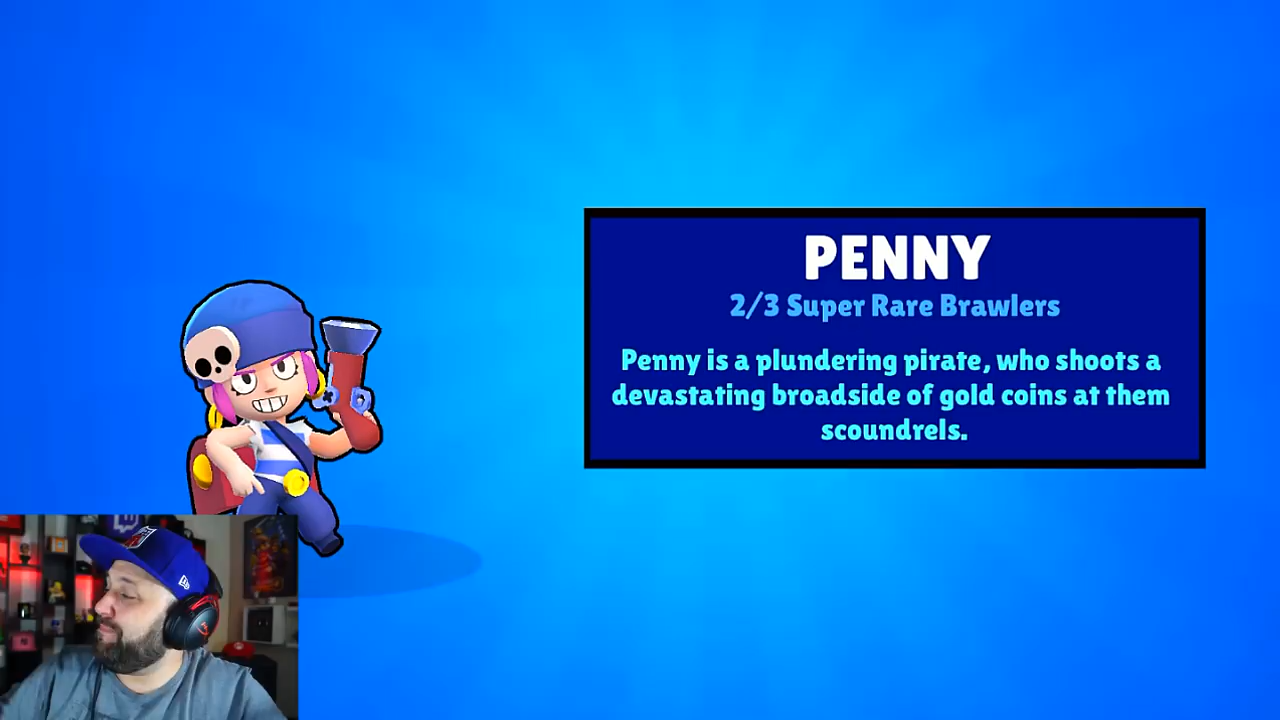 PENNY
2/3 Super Rare Brawlers
Penny is a plundering pirate, who shoots a
devastating broadside of gold coins at them
scoundrels.